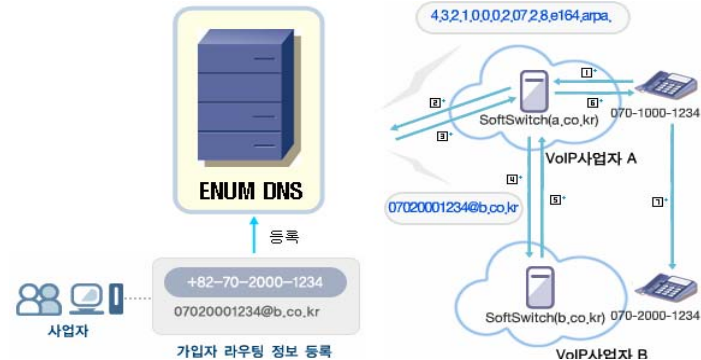 4,3,2,1,0,0,0,2,07,2,8,e164,arpa,
ENUM DNS
등록
+82-70-2000-1234
07020001234@b,co,kr
사업자
가입자 라우팅 정보 등록
1
2
3
6
SoftSwitch(a,co,kr)
070-1000-1234
VoIP사업자 A
4
5
7
07020001234@b,co,kr
SoftSwitch(b,co,kr)
070-2000-1234
VoIP사업자 B